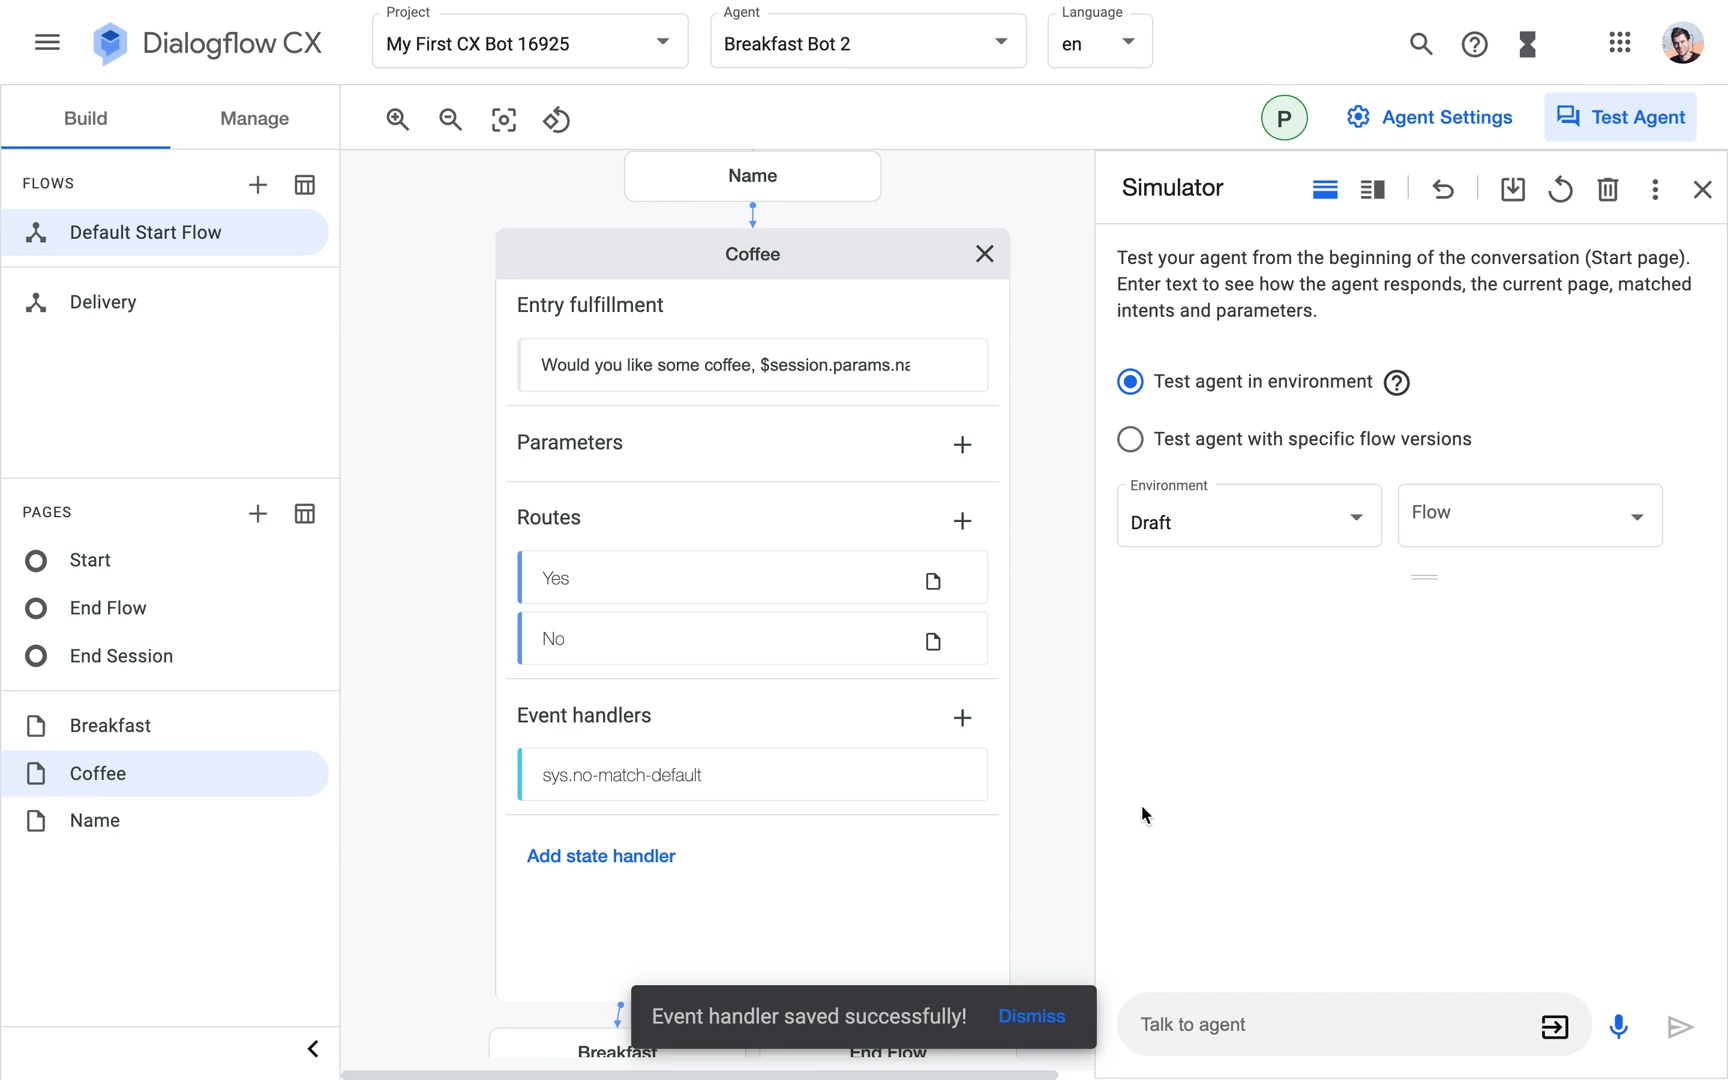 Dialogflow CX
Project
My First CX Bot 16925
Agent
Breakfast Bot 2
Language
en
Build
Manage
P
Agent Settings
Test Agent
FLOWS
Default Start Flow
Delivery
PAGES
Start
End Flow
End Session
Breakfast
Coffee
Name
Name
Coffee
Entry fulfillment
Would you like some coffee, $session.params.na
Parameters
Routes
Yes
No
Event handlers
sys.no-match-default
Add state handler
Breakfast
End Flow
Event handler saved successfully! Dismiss
Simulator
Test your agent from the beginning of the conversation (Start page).
Enter text to see how the agent responds, the current page, matched
intents and parameters.
Test agent in environment
Test agent with specific flow versions
Environment
Draft
Flow
Talk to agent